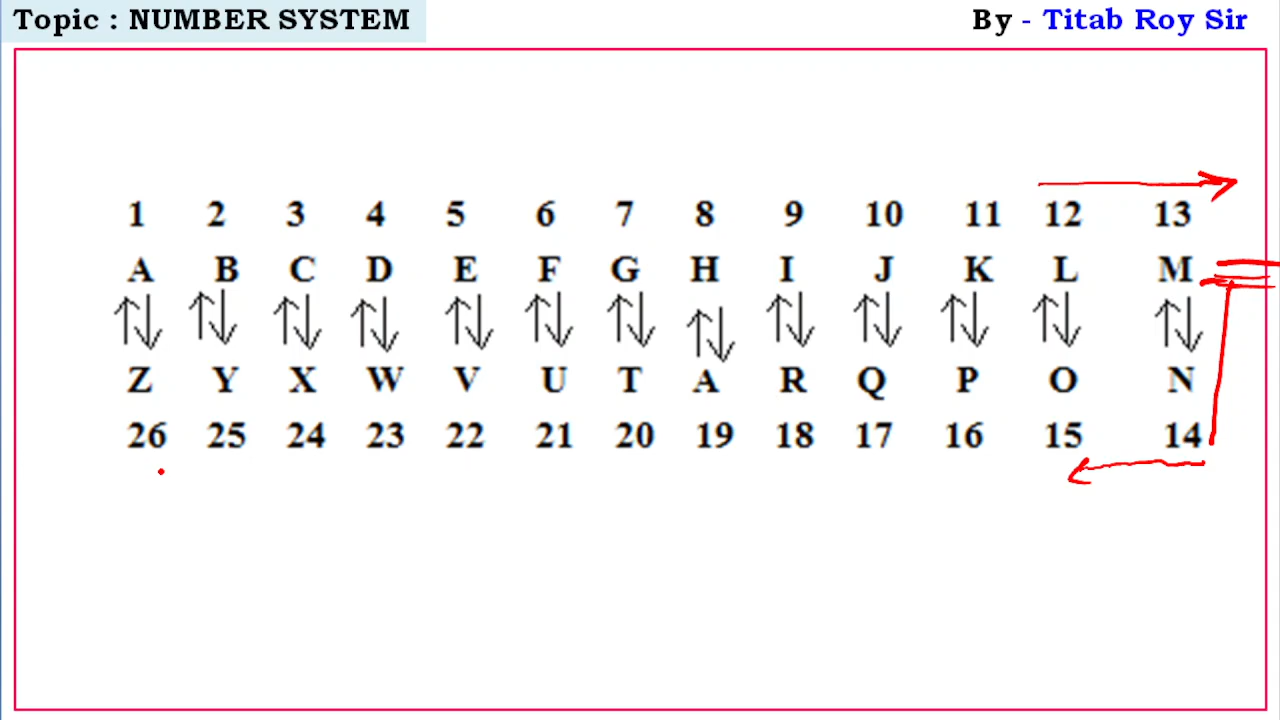 Topic : NUMBER SYSTEM
By - Titab Roy Sir
1 2 3 4 5 6 7 8 9 10 11 12 13
A B C D E F G H I J K L M
Z Y X W V U T A R Q P O N
26 25 24 23 22 21 20 19 18 17 16 15 14